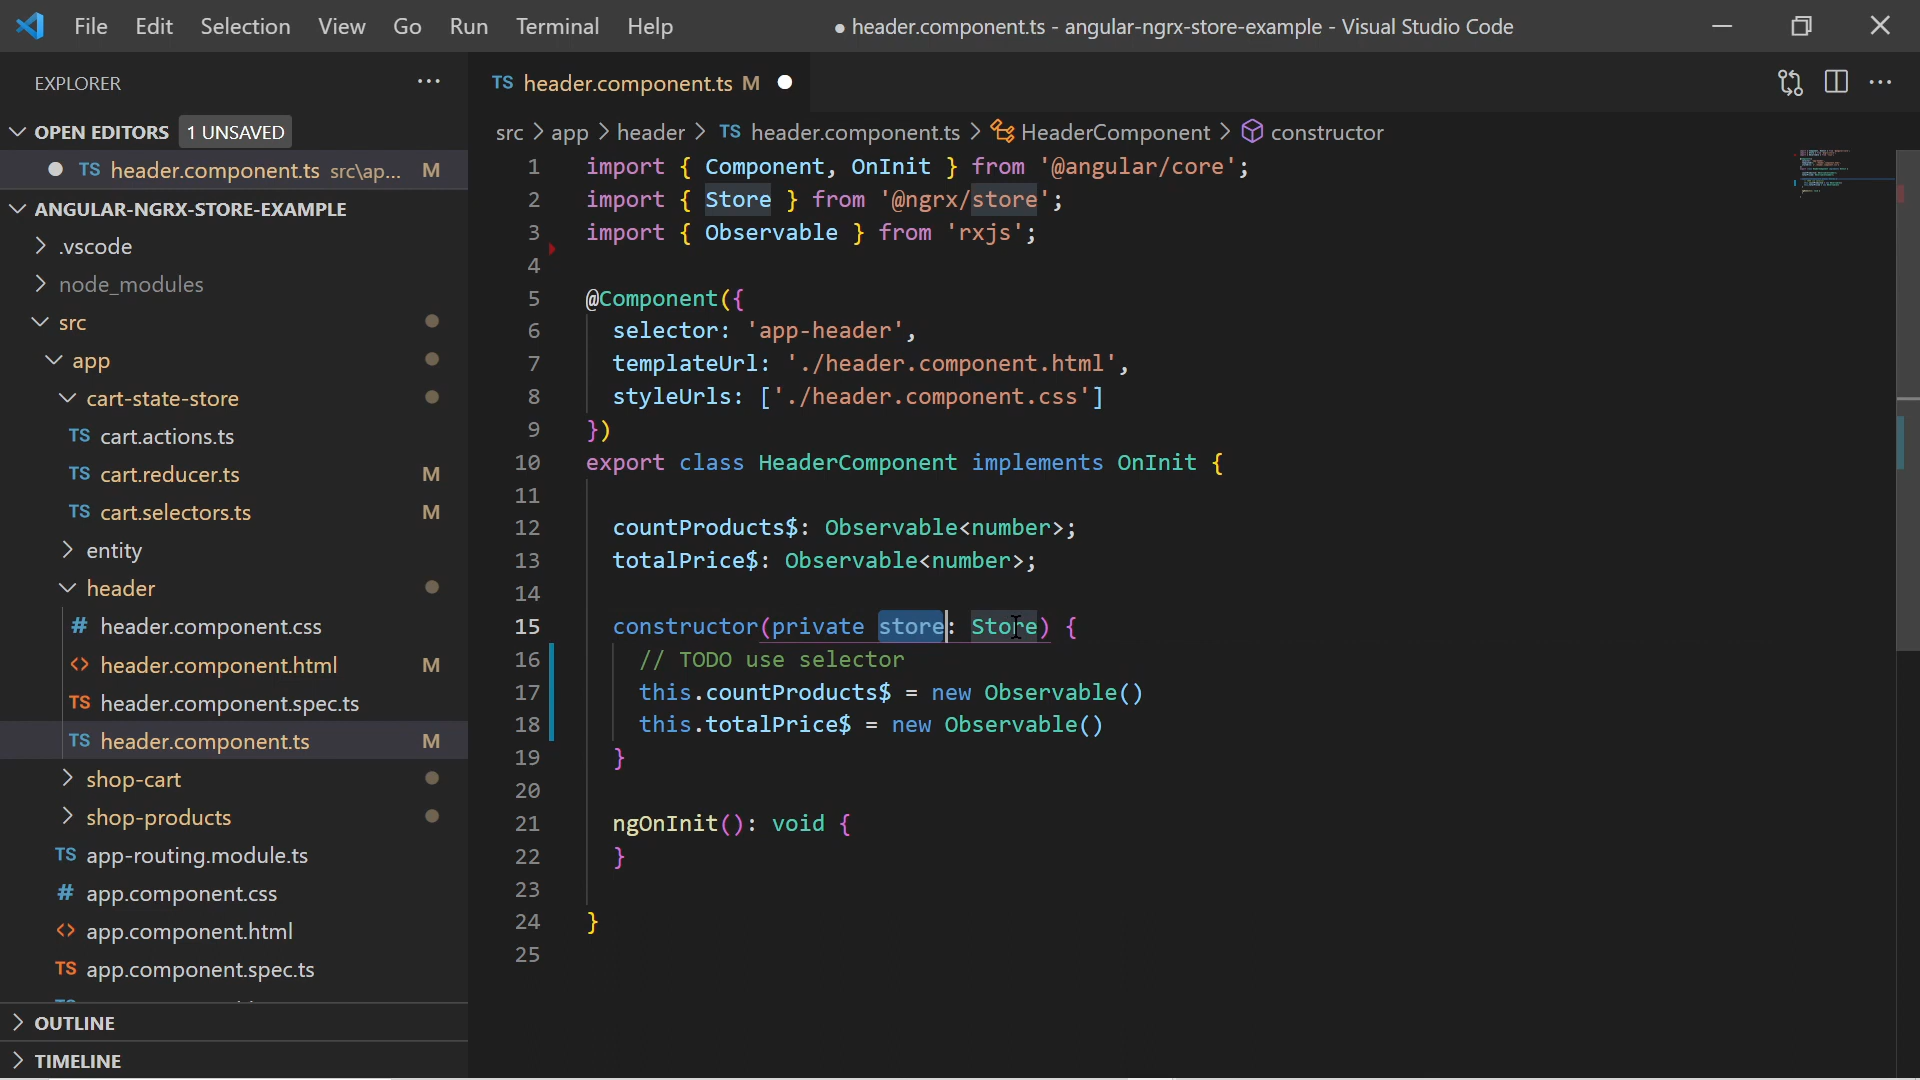 File Edit Selection View Go Run Terminal Help
● header.component.ts - angular-ngrx-store-example - Visual Studio Code
EXPLORER
OPEN EDITORS 1 UNSAVED
TS header.component.ts src\ap... M
ANGULAR-NGRX-STORE-EXAMPLE
.vscode
node_modules
src
app
cart-state-store
TS cart.actions.ts
TS cart.reducer.ts M
TS cart.selectors.ts M
entity
header
# header.component.css
<> header.component.html M
TS header.component.spec.ts
TS header.component.ts M
shop-cart
shop-products
TS app-routing.module.ts
# app.component.css
<> app.component.html
TS app.component.spec.ts
OUTLINE
TIMELINE
TS header.component.ts M
src > app > header > TS header.component.ts > HeaderComponent > constructor
1 import { Component, OnInit } from '@angular/core';
2 import { Store } from '@ngrx/store';
3 import { Observable } from 'rxjs';
4
5 @Component({
6 selector: 'app-header',
7 templateUrl: './header.component.html',
8 styleUrls: ['./header.component.css']
9 })
10 export class HeaderComponent implements OnInit {
11
12 countProducts$: Observable<number>;
13 totalPrice$: Observable<number>;
14
15 constructor(private store: Store) {
16 // TODO use selector
17 this.countProducts$ = new Observable()
18 this.totalPrice$ = new Observable()
19 }
20
21 ngOnInit(): void {
22 }
23
24 }
25